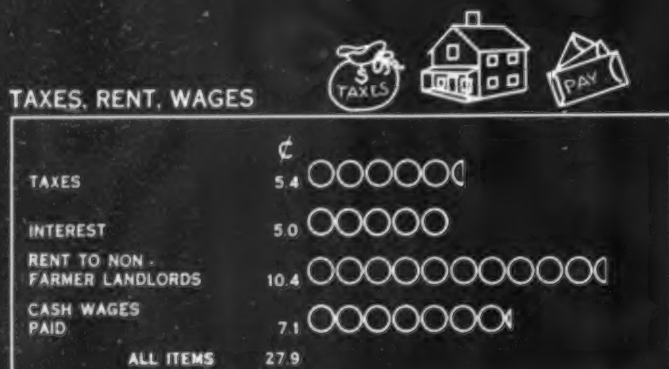 $
TAXES
PAY
TAXES, RENT, WAGES
¢
TAXES 5.4
INTEREST 5.0
RENT TO NON-
FARMER LANDLORDS 10.4
CASH WAGES
PAID 7.1
ALL ITEMS 27.9